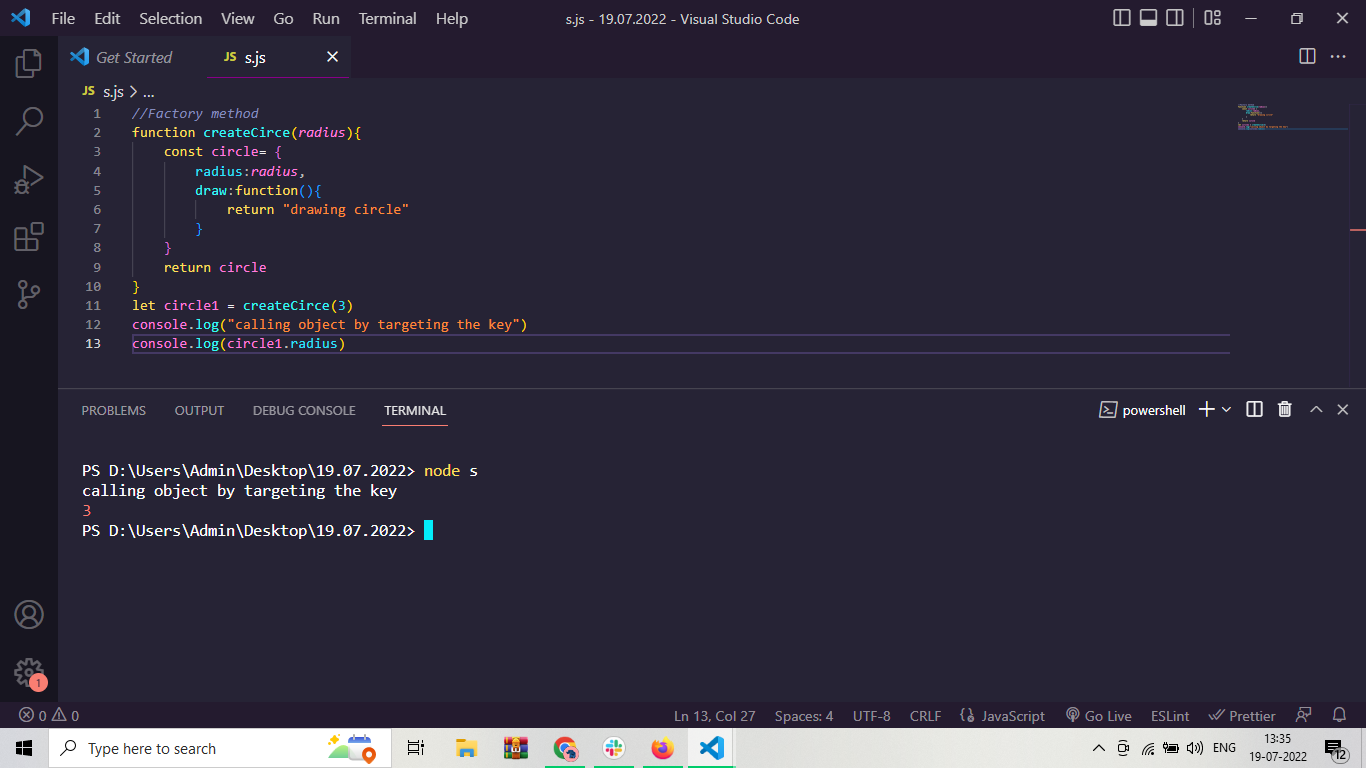 File Edit Selection View Go Run Terminal Help s.js - 19.07.2022 - Visual Studio Code
Get Started JS s.js
JS s.js > ...
1 //Factory method
2 function createCirce(radius){
3 const circle= {
4 radius:radius,
5 draw:function(){
6 return "drawing circle"
7 }
8 }
9 return circle
10 }
11 let circle1 = createCirce(3)
12 console.log("calling object by targeting the key")
13 console.log(circle1.radius)
PROBLEMS OUTPUT DEBUG CONSOLE TERMINAL powershell
PS D:\Users\Admin\Desktop\19.07.2022> node s
calling object by targeting the key
3
PS D:\Users\Admin\Desktop\19.07.2022>
1
0 0 Ln 13, Col 27 Spaces: 4 UTF-8 CRLF {} JavaScript Go Live ESLint Prettier
Type here to search ENG 13:35
19-07-2022 12